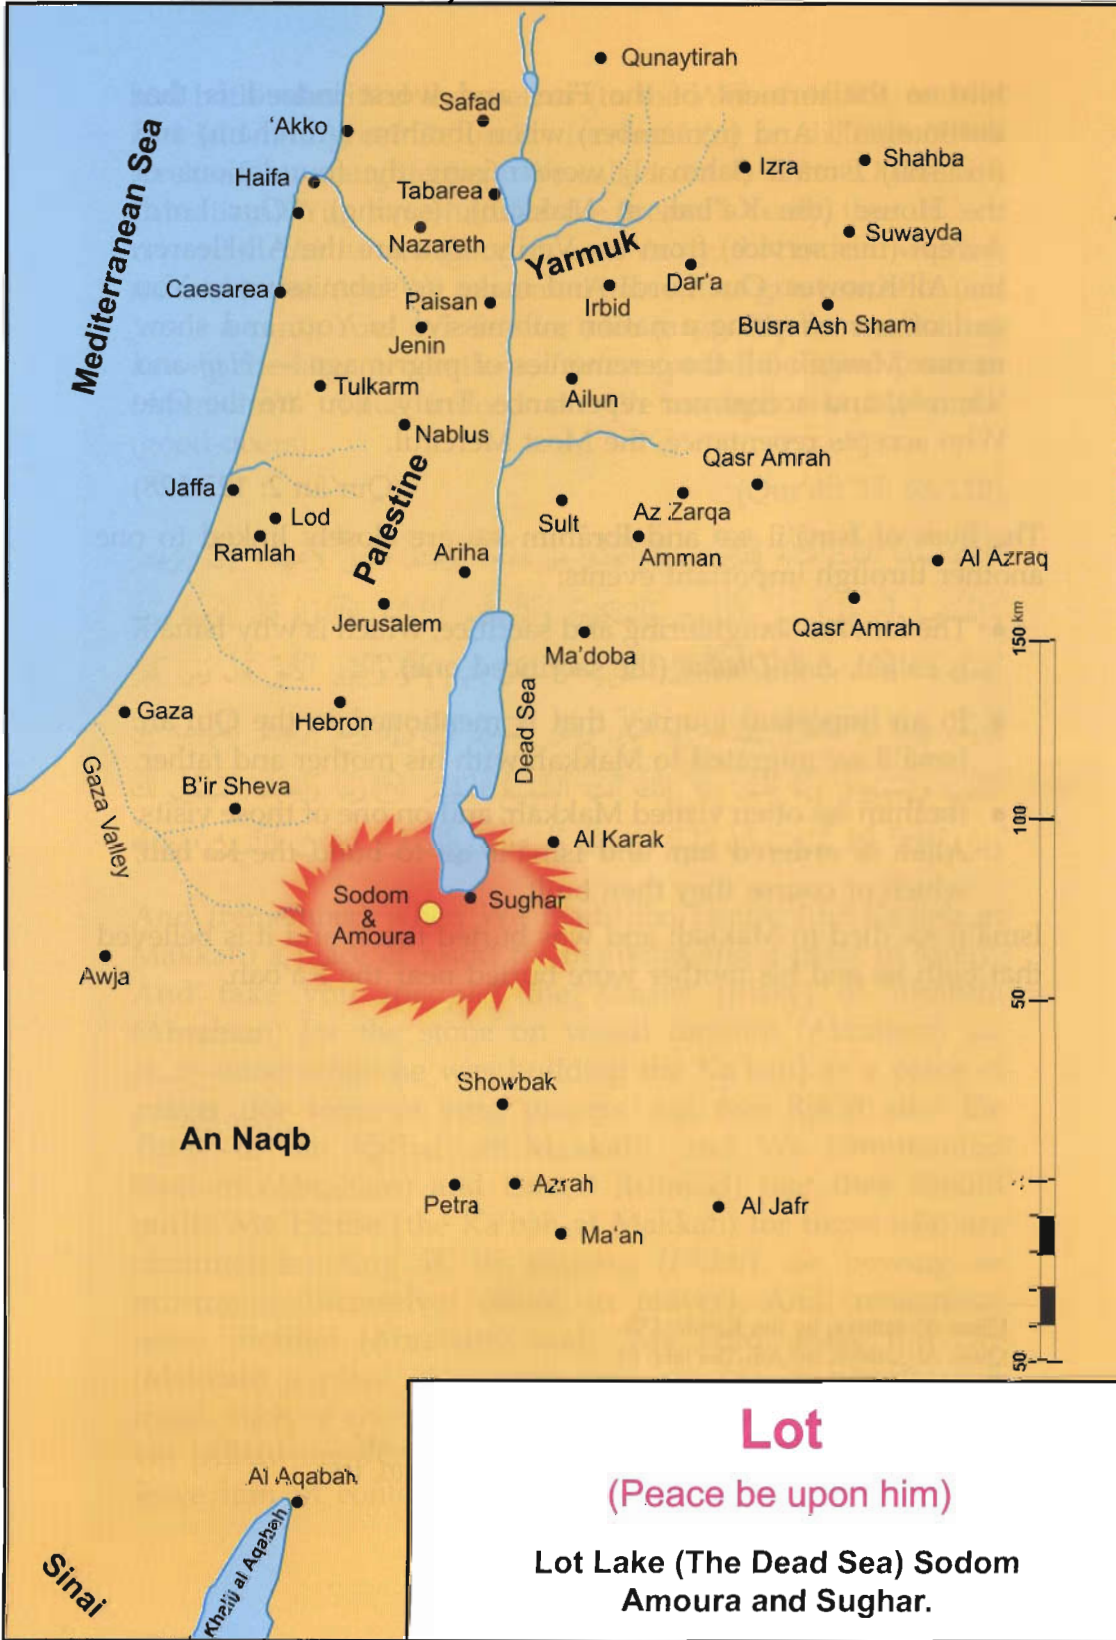 Qunaytirah
Safad
'Akko
Shahba
Izra
Haifa
Tabarea
Suwayda
Nazareth
Yarmuk
Mediterranean Sea
Dar'a
Caesarea
Paisan
Irbid
Busra Ash Sham
Jenin
Tulkarm
Ailun
Nablus
Qasr Amrah
Jaffa
Palestine
Lod
Sult
Az Zarqa
Ramlah
Ariha
Amman
Al Azraq
Jerusalem
Qasr Amrah
150 km
Ma'doba
Gaza
Hebron
Dead Sea
Gaza Valley
B'ir Sheva
100
Al Karak
Sodom
&
Amoura
Sughar
Awja
50
Showbak
An Naqb
Petra
Azrah
Al Jafr
Ma'an
50
Al Aqabah
Khalij al Aqabah
Sinai
Lot
(Peace be upon him)
Lot Lake (The Dead Sea) Sodom
Amoura and Sughar.